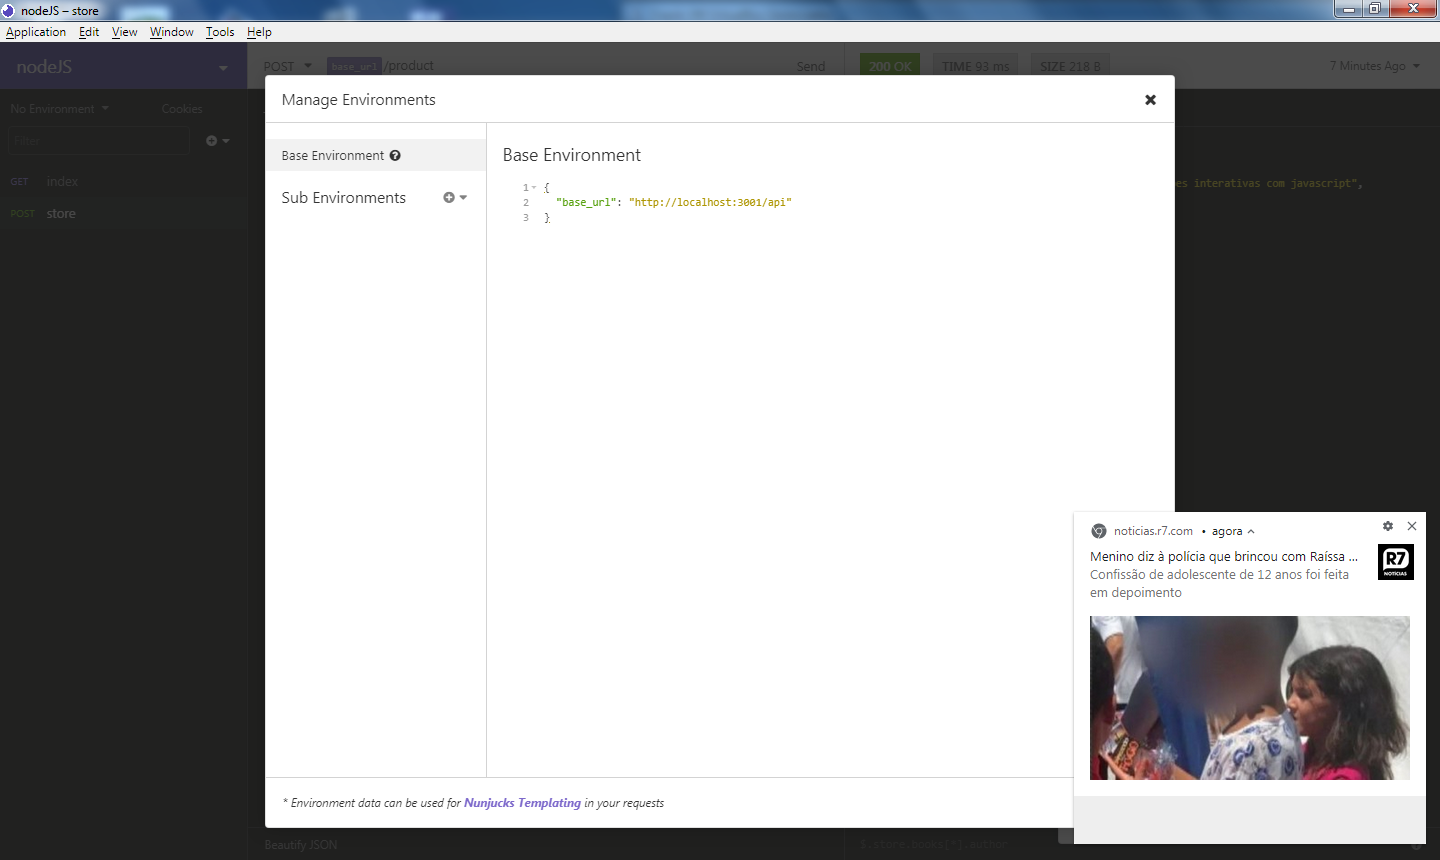 nodeJS – store
Application Edit View Window Tools Help
nodeJS
POST base_url/product Send 200 OK TIME 93 ms SIZE 218 B 7 Minutes Ago
No Environment Cookies
Filter
GET index
POST store
es interativas com javascript",
Manage Environments
Base Environment
Sub Environments
Base Environment
1 {
2 "base_url": "http://localhost:3001/api"
3 }
* Environment data can be used for Nunjucks Templating in your requests
Beautify JSON
$.store.books[*].author
noticias.r7.com • agora
Menino diz à polícia que brincou com Raíssa ...
Confissão de adolescente de 12 anos foi feita
em depoimento
R7
NOTÍCIAS